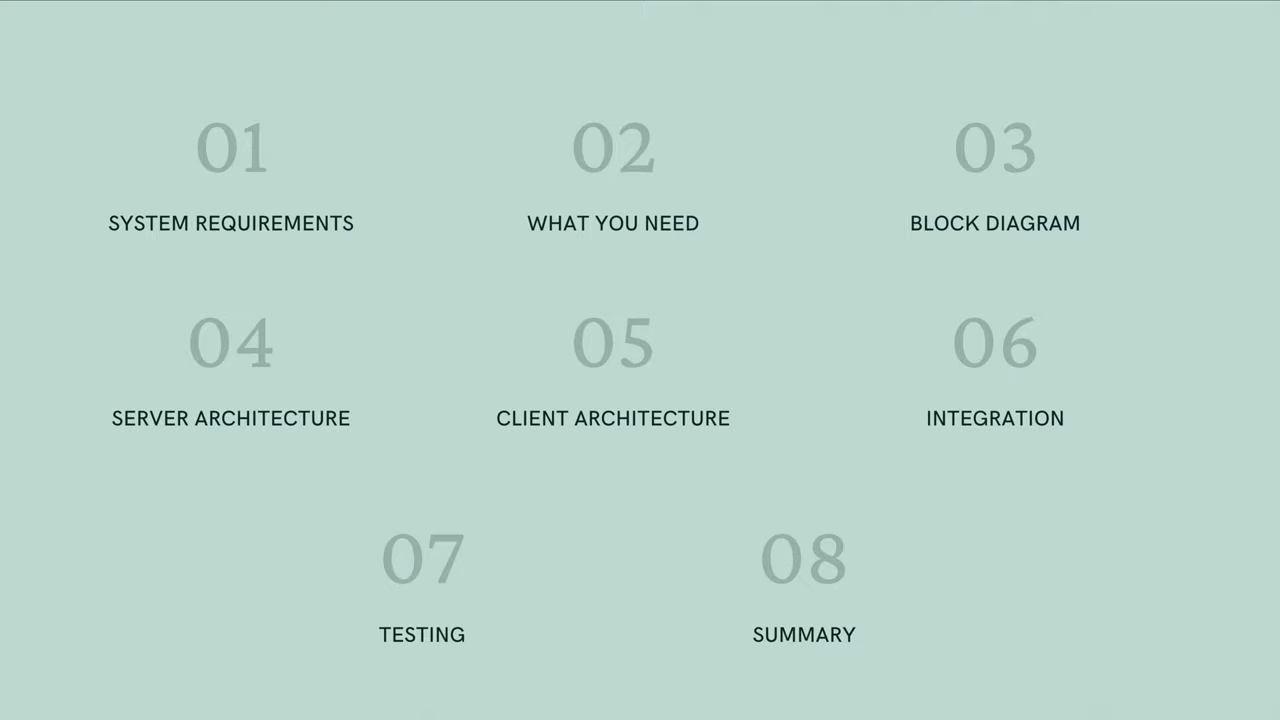 01 02 03
SYSTEM REQUIREMENTS WHAT YOU NEED BLOCK DIAGRAM
04 05 06
SERVER ARCHITECTURE CLIENT ARCHITECTURE INTEGRATION
07 08
TESTING SUMMARY